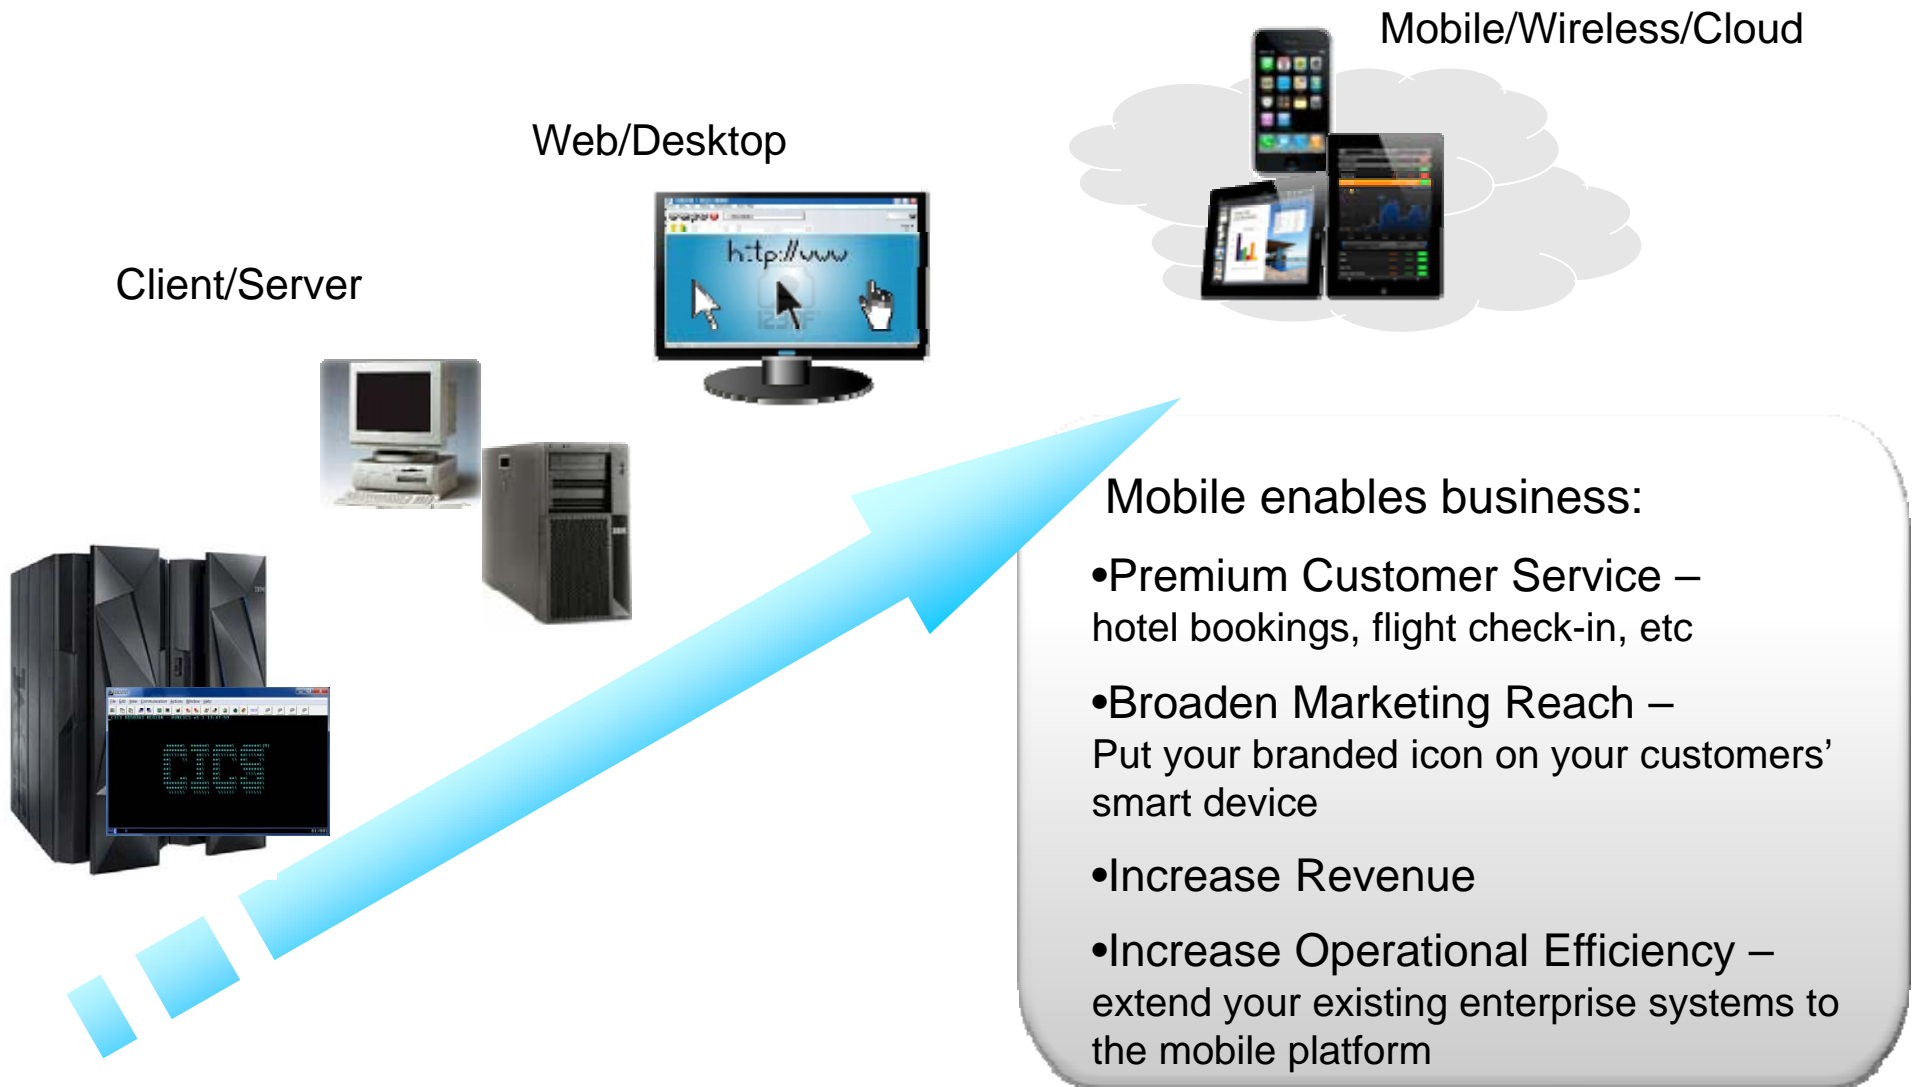 Mobile/Wireless/Cloud
Web/Desktop
http://www
Client/Server
CICS
Mobile enables business:
•Premium Customer Service –
hotel bookings, flight check-in, etc
•Broaden Marketing Reach –
Put your branded icon on your customers’
smart device
•Increase Revenue
•Increase Operational Efficiency –
extend your existing enterprise systems to
the mobile platform